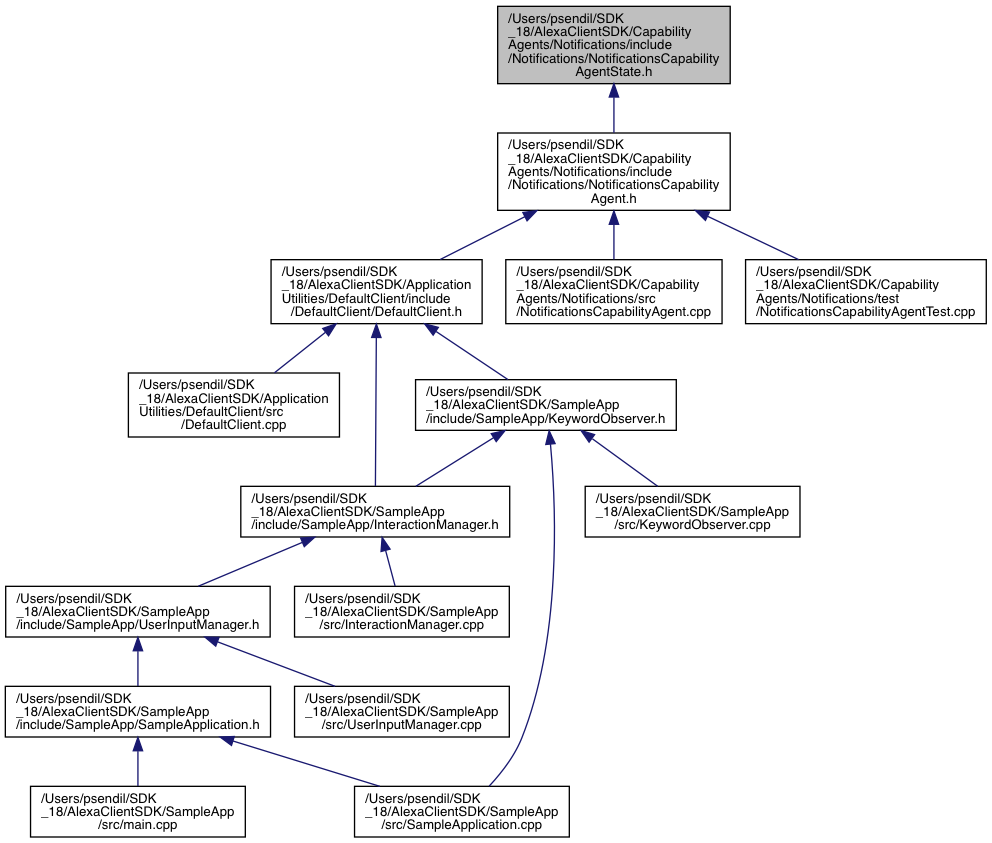 /Users/psendil/SDK
_18/AlexaClientSDK/Capability
Agents/Notifications/include
/Notifications/NotificationsCapability
AgentState.h
/Users/psendil/SDK
_18/AlexaClientSDK/Capability
Agents/Notifications/include
/Notifications/NotificationsCapability
Agent.h
/Users/psendil/SDK
_18/AlexaClientSDK/Application
Utilities/DefaultClient/include
/DefaultClient/DefaultClient.h
/Users/psendil/SDK
_18/AlexaClientSDK/Capability
Agents/Notifications/src
/NotificationsCapabilityAgent.cpp
/Users/psendil/SDK
_18/AlexaClientSDK/Capability
Agents/Notifications/test
/NotificationsCapabilityAgentTest.cpp
/Users/psendil/SDK
_18/AlexaClientSDK/Application
Utilities/DefaultClient/src
/DefaultClient.cpp
/Users/psendil/SDK
_18/AlexaClientSDK/SampleApp
/include/SampleApp/KeywordObserver.h
/Users/psendil/SDK
_18/AlexaClientSDK/SampleApp
/include/SampleApp/InteractionManager.h
/Users/psendil/SDK
_18/AlexaClientSDK/SampleApp
/src/KeywordObserver.cpp
/Users/psendil/SDK
_18/AlexaClientSDK/SampleApp
/include/SampleApp/UserInputManager.h
/Users/psendil/SDK
_18/AlexaClientSDK/SampleApp
/src/InteractionManager.cpp
/Users/psendil/SDK
_18/AlexaClientSDK/SampleApp
/include/SampleApp/SampleApplication.h
/Users/psendil/SDK
_18/AlexaClientSDK/SampleApp
/src/UserInputManager.cpp
/Users/psendil/SDK
_18/AlexaClientSDK/SampleApp
/src/main.cpp
/Users/psendil/SDK
_18/AlexaClientSDK/SampleApp
/src/SampleApplication.cpp